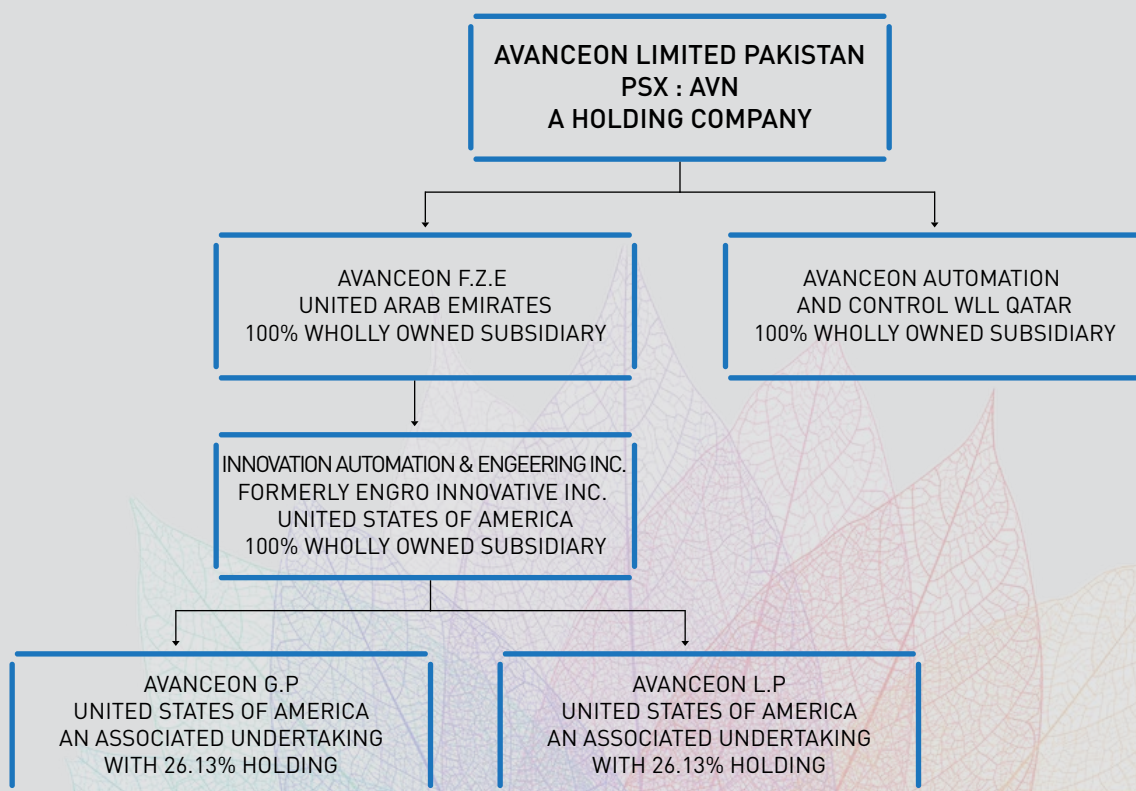 AVANCEON LIMITED PAKISTAN
PSX : AVN
A HOLDING COMPANY
AVANCEON F.Z.E
UNITED ARAB EMIRATES
100% WHOLLY OWNED SUBSIDIARY
AVANCEON AUTOMATION
AND CONTROL WLL QATAR
100% WHOLLY OWNED SUBSIDIARY
INNOVATION AUTOMATION & ENGEERING INC.
FORMERLY ENGRO INNOVATIVE INC.
UNITED STATES OF AMERICA
100% WHOLLY OWNED SUBSIDIARY
AVANCEON G.P
UNITED STATES OF AMERICA
AN ASSOCIATED UNDERTAKING
WITH 26.13% HOLDING
AVANCEON L.P
UNITED STATES OF AMERICA
AN ASSOCIATED UNDERTAKING
WITH 26.13% HOLDING